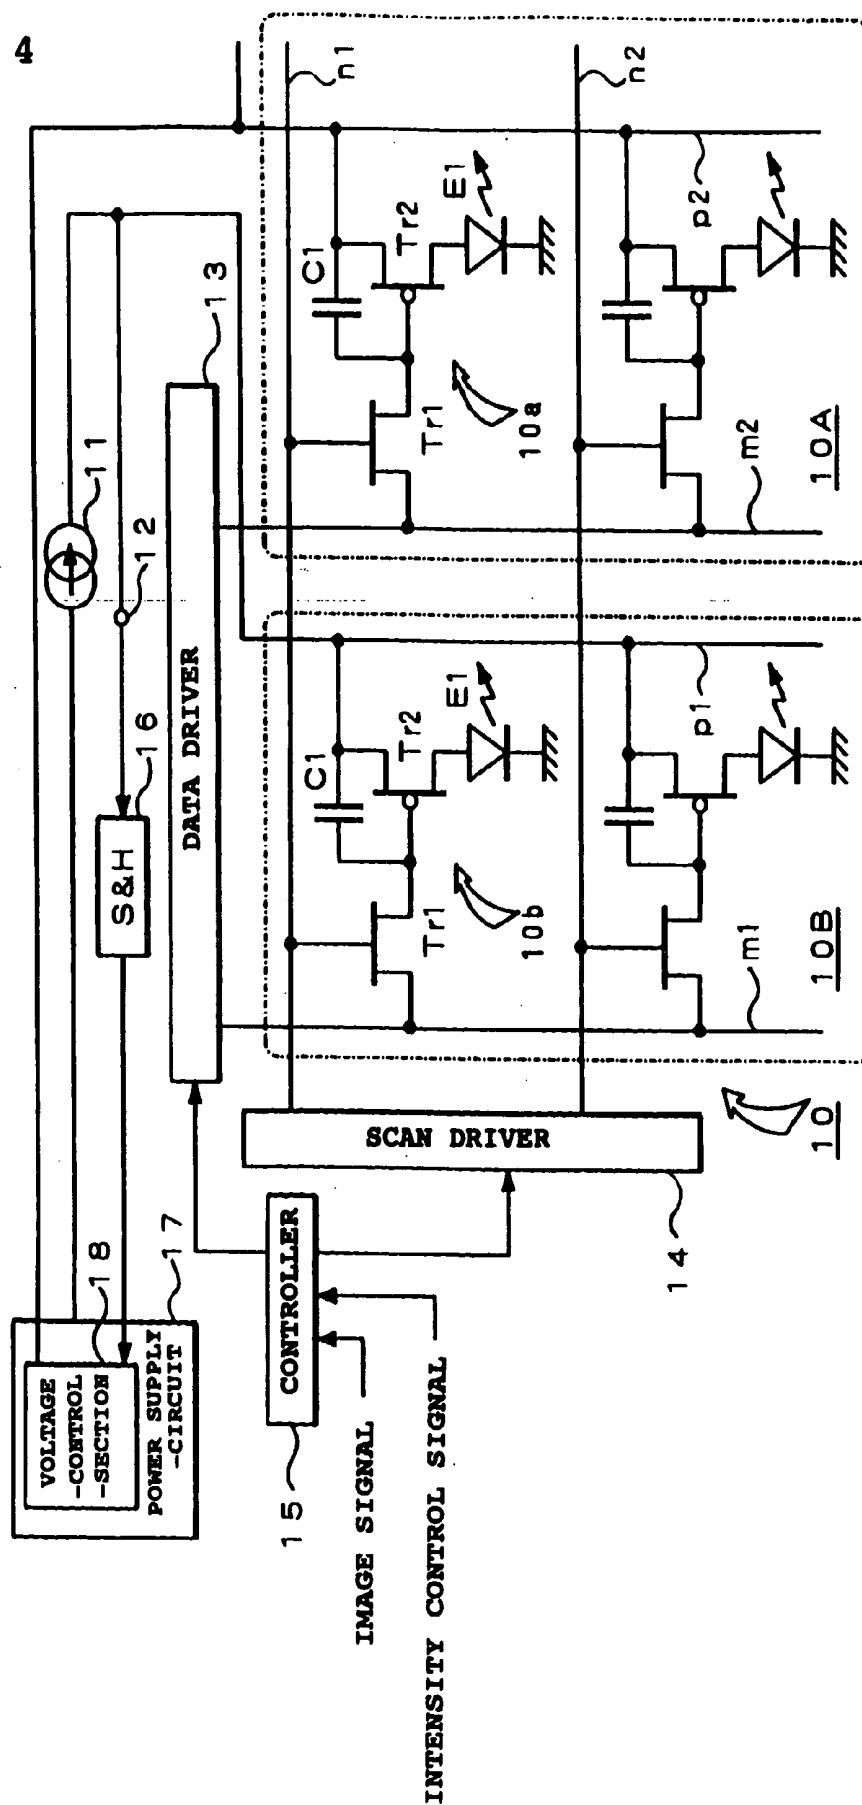 4
VOLTAGE
-CONTROL
-SECTION
POWER SUPPLY
-CIRCUIT
18
17
S&H
16
12
11
DATA DRIVER
13
CONTROLLER
15
IMAGE SIGNAL
INTENSITY CONTROL SIGNAL
SCAN DRIVER
14
n1
n2
C1
Tr1
Tr2
E1
10b
C1
Tr1
Tr2
E1
10a
m1
p1
m2
p2
10
10B
10A